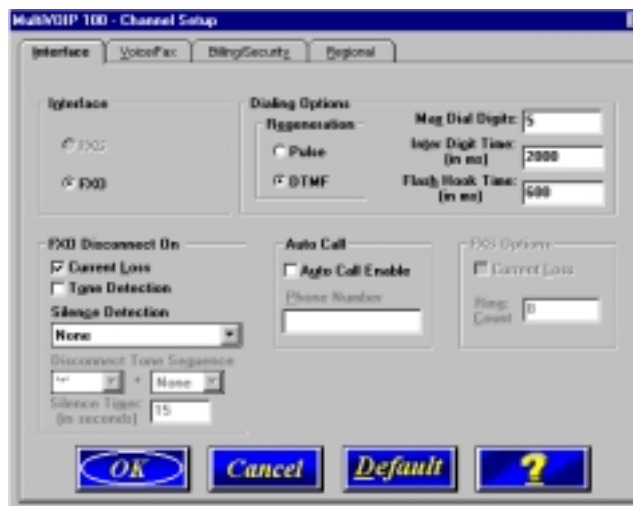 MultiVOIP 100 - Channel Setup
Interface
Voice/Fax
Billing/Security
Regional
Interface
FXS
FXO
Dialing Options
Regeneration
Pulse
DTMF
Max Dial Digits: 5
Inter Digit Time:
(in ms)
2000
Flash Hook Time:
(in ms)
600
FXO Disconnect On
Current Loss
Tone Detection
Silence Detection
None
Disconnect Tone Sequence
+ None
Silence Timer:
(in seconds)
15
Auto Call
Auto Call Enable
Phone Number
FXS Options
Current Loss
Ring
Count
8
OK
Cancel
Default
?